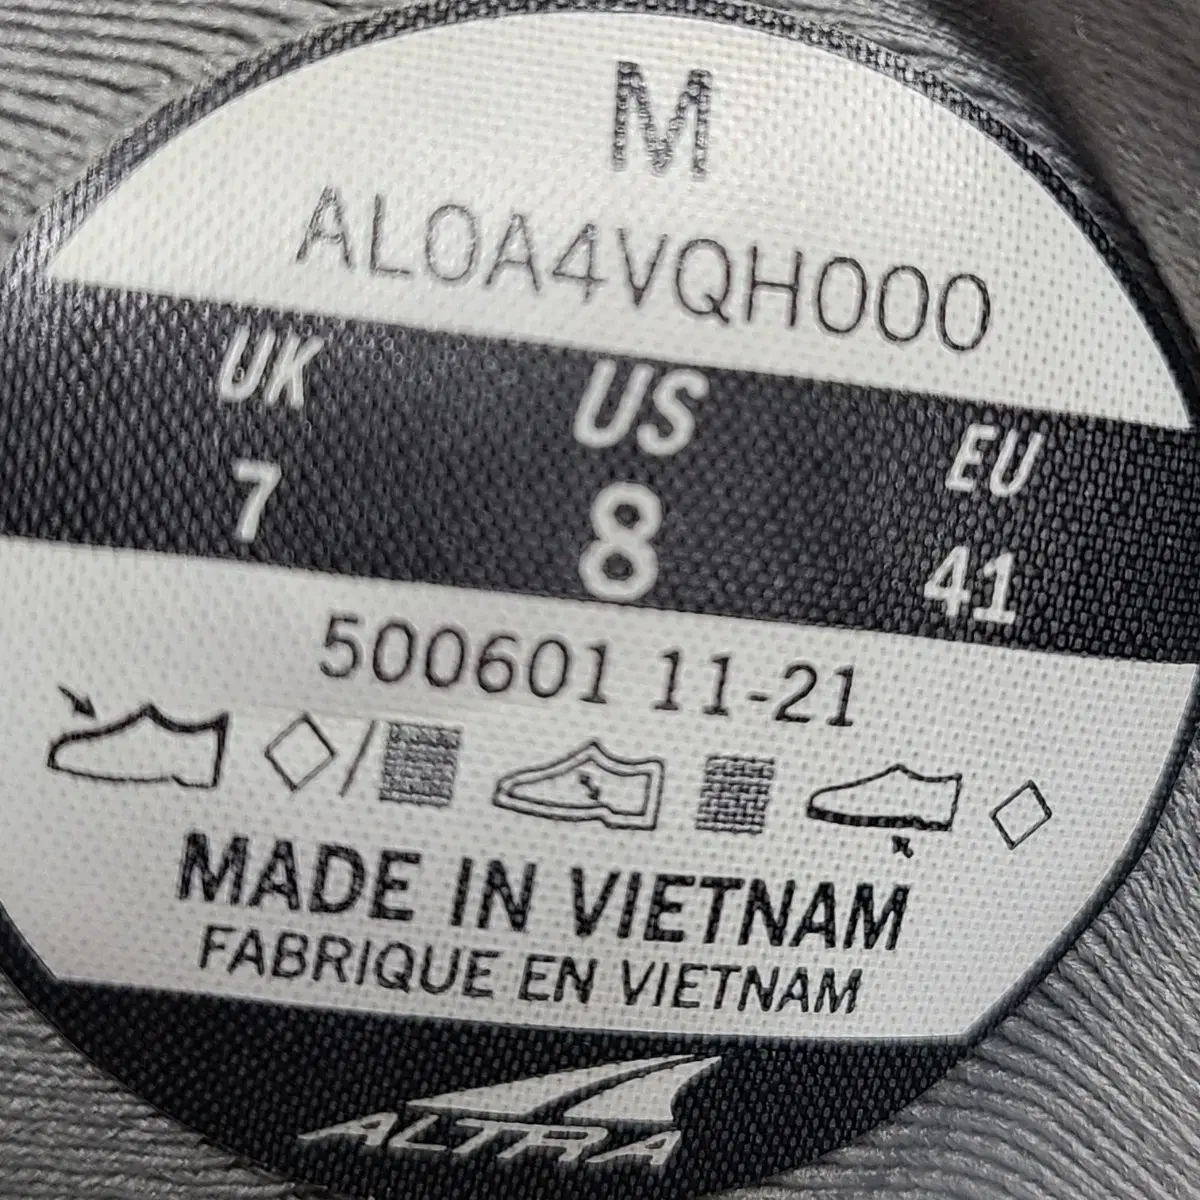 M
AL0A4VQH000
UK US EU
7 8 41
500601 11-21
MADE IN VIETNAM
FABRIQUE EN VIETNAM
ALTRA